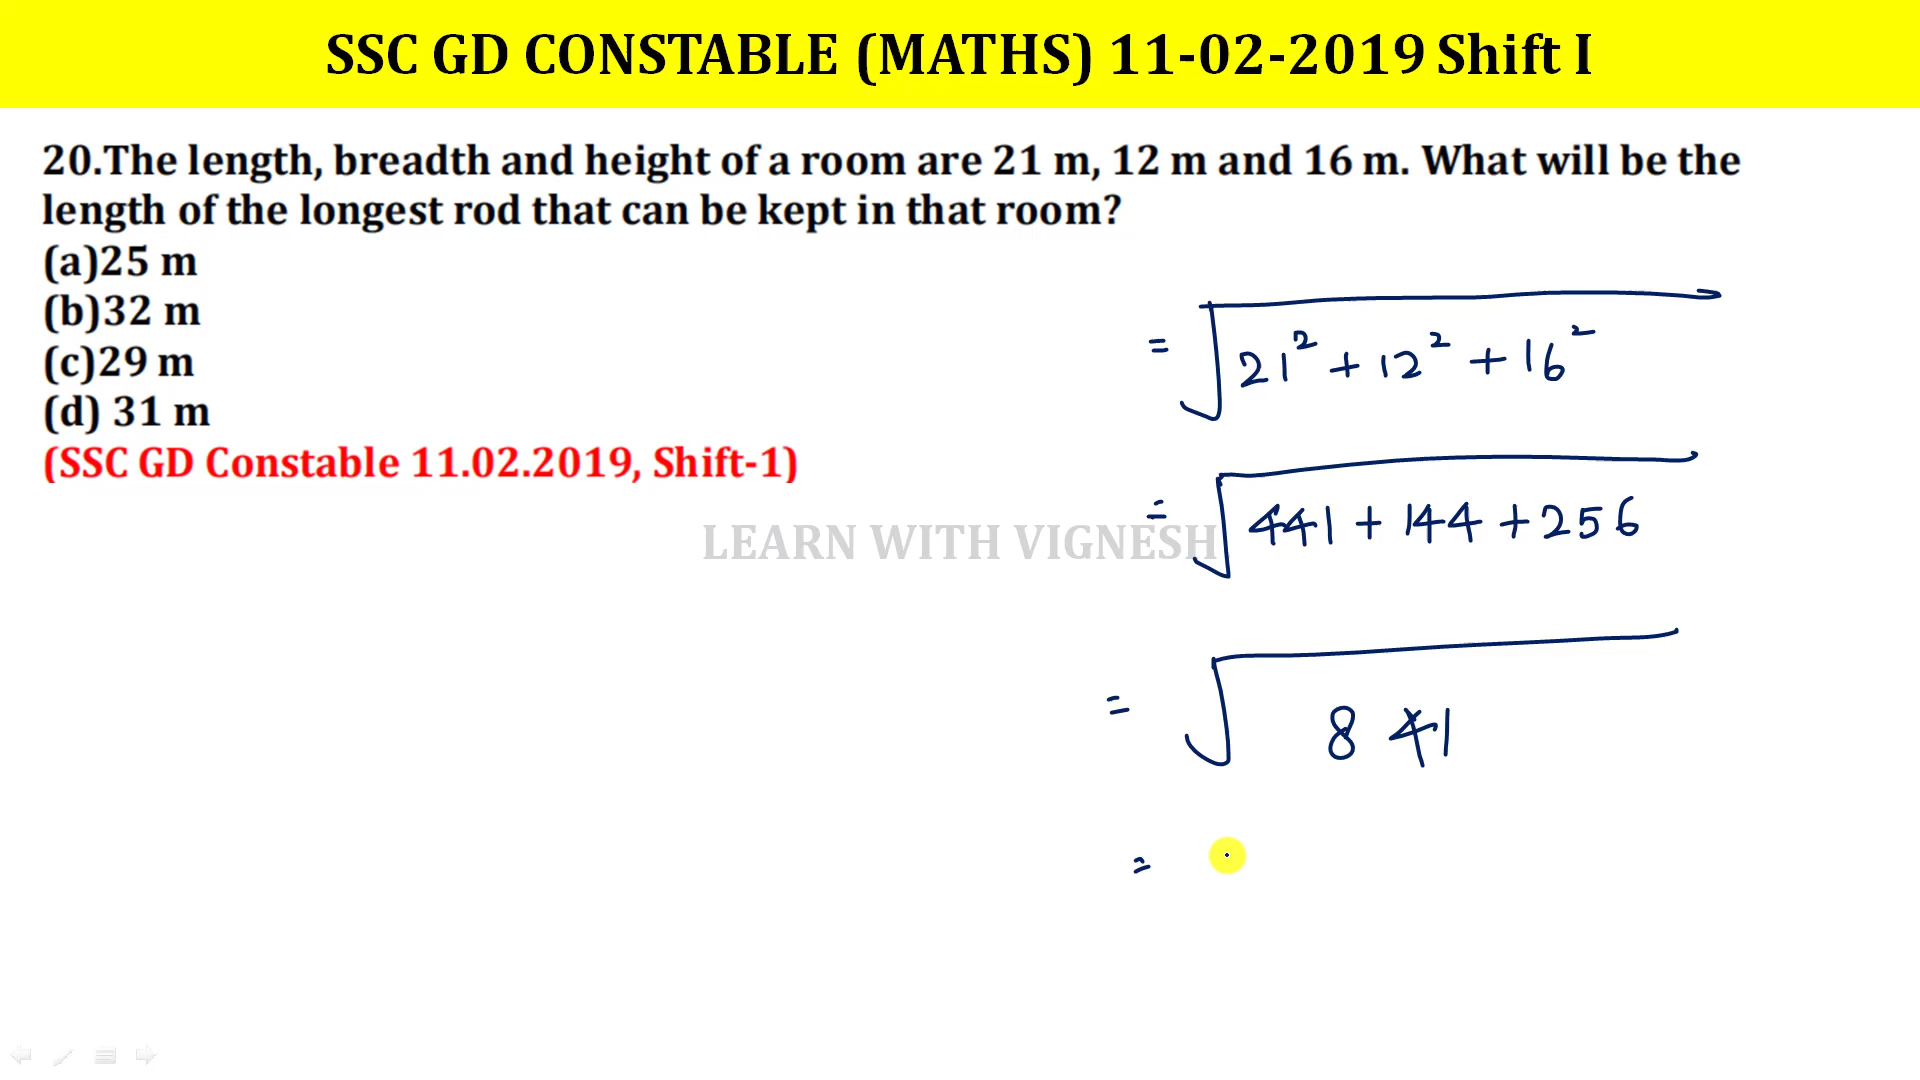 SSC GD CONSTABLE (MATHS) 11-02-2019 Shift I
20.The length, breadth and height of a room are 21 m, 12 m and 16 m. What will be the
length of the longest rod that can be kept in that room?
(a)25 m
(b)32 m
(c)29 m
(d) 31 m
(SSC GD Constable 11.02.2019, Shift-1)
= √21² + 12² + 16²
= √441 + 144 + 256
LEARN WITH VIGNESH
= √841
=